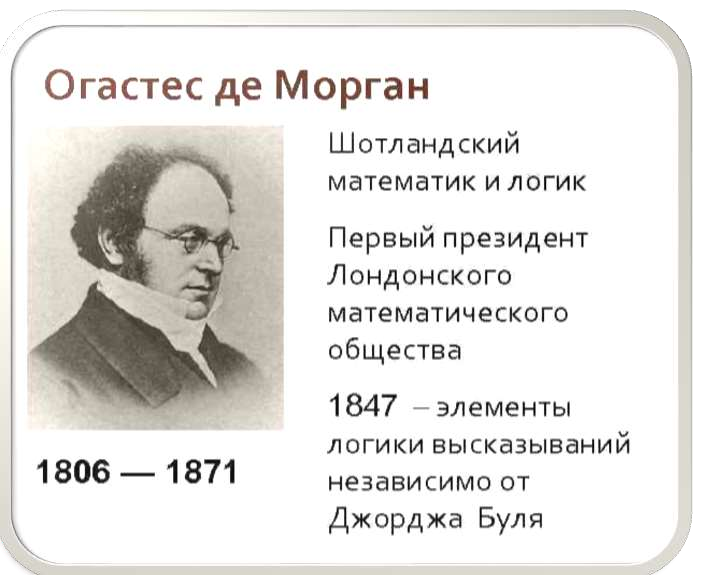 Огастес де Морган
Шотландский
математик и логик
Первый президент
Лондонского
математического
общества
1847 – элементы
логики высказываний
независимо от
Джорджа Буля
1806 — 1871